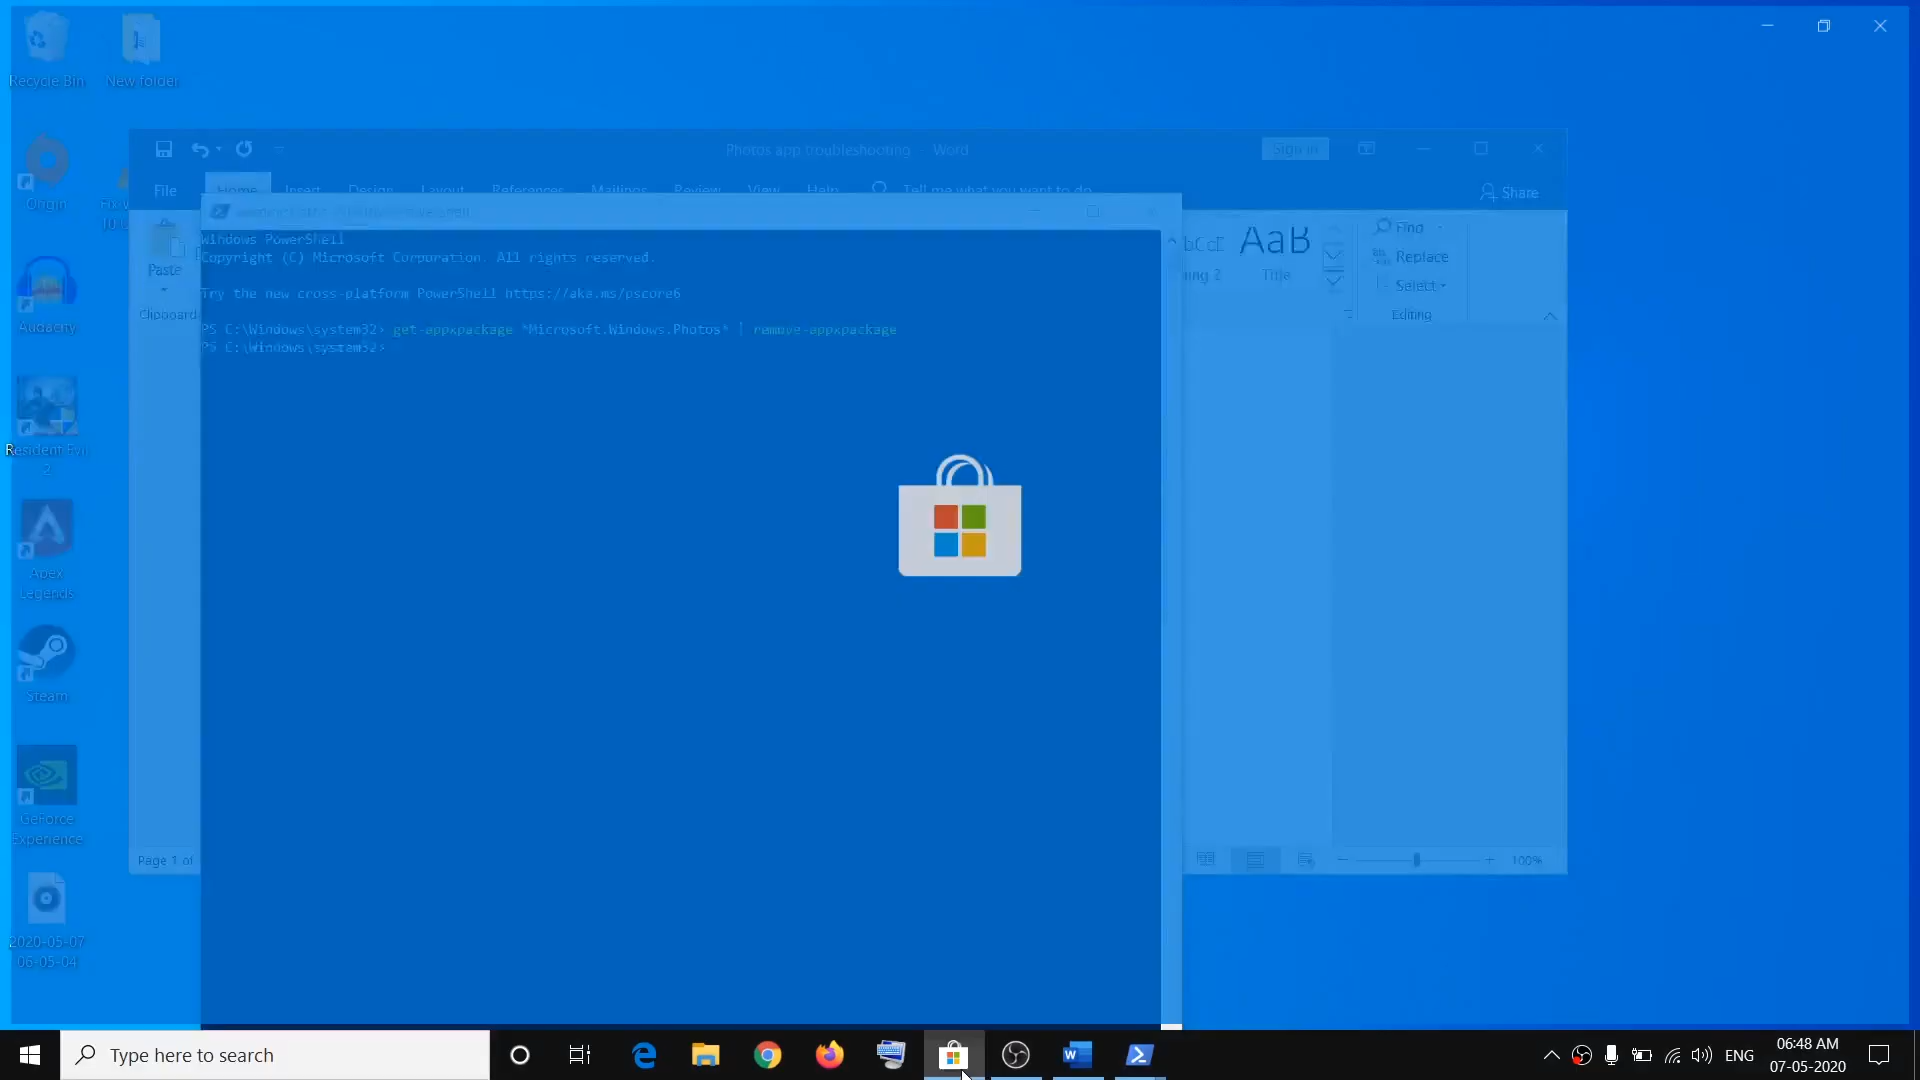 Recycle Bin
New folder
Origin
Audacity
Resident Evil
2
Apex
Legends
Steam
GeForce
Experience
2020-05-07
06-05-04
Photos app troubleshooting - Word
Sign in
File
Home
Insert
Design
Layout
References
Mailings
Review
View
Help
Tell me what you want to do
Share
Paste
Clipboard
AaB
Title
Find
Replace
Select
Editing
Windows PowerShell
Copyright (C) Microsoft Corporation. All rights reserved.
Try the new cross-platform PowerShell https://aka.ms/pscore6
PS C:\Windows\system32> get-appxpackage *Microsoft.Windows.Photos* | remove-appxpackage
PS C:\Windows\system32>
Page 1 of
100%
Type here to search
ENG
06:48 AM
07-05-2020